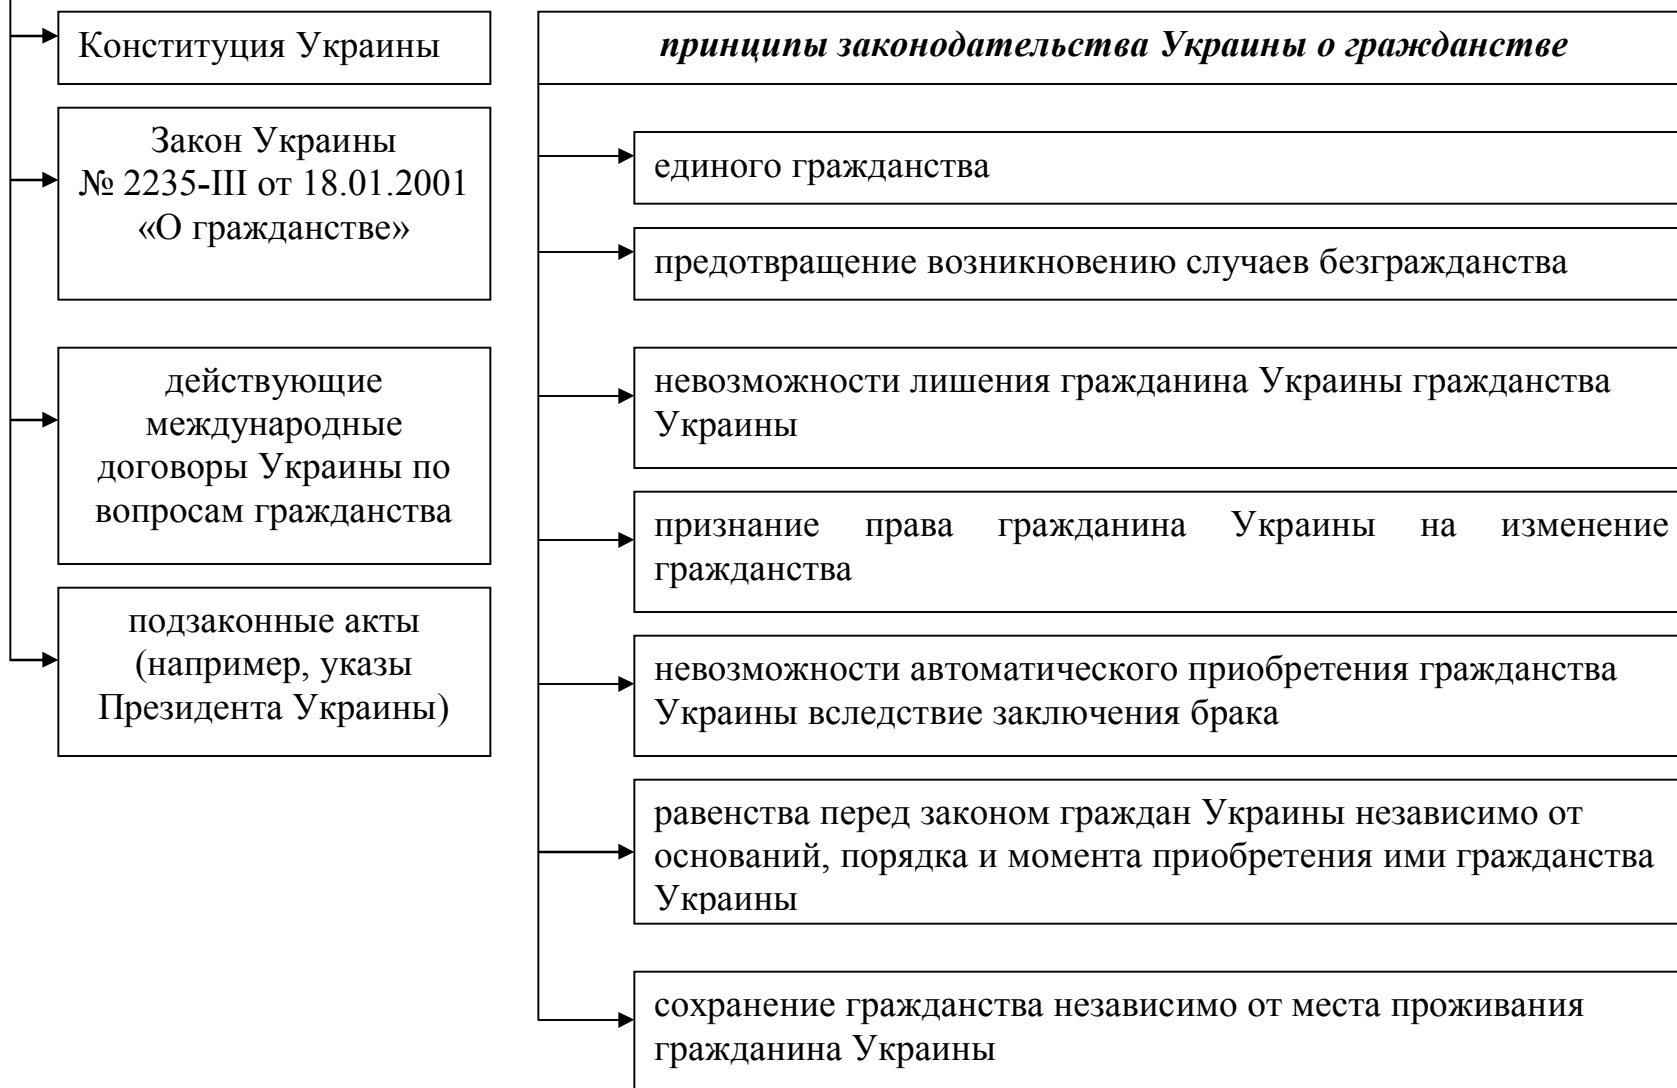 Конституция Украины
Закон Украины
№ 2235-III от 18.01.2001
«О гражданстве»
действующие
международные
договоры Украины по
вопросам гражданства
подзаконные акты
(например, указы
Президента Украины)
принципы законодательства Украины о гражданстве
единого гражданства
предотвращение возникновению случаев безгражданства
невозможности лишения гражданина Украины гражданства
Украины
признание права гражданина Украины на изменение
гражданства
невозможности автоматического приобретения гражданства
Украины вследствие заключения брака
равенства перед законом граждан Украины независимо от
оснований, порядка и момента приобретения ими гражданства
Украины
сохранение гражданства независимо от места проживания
гражданина Украины